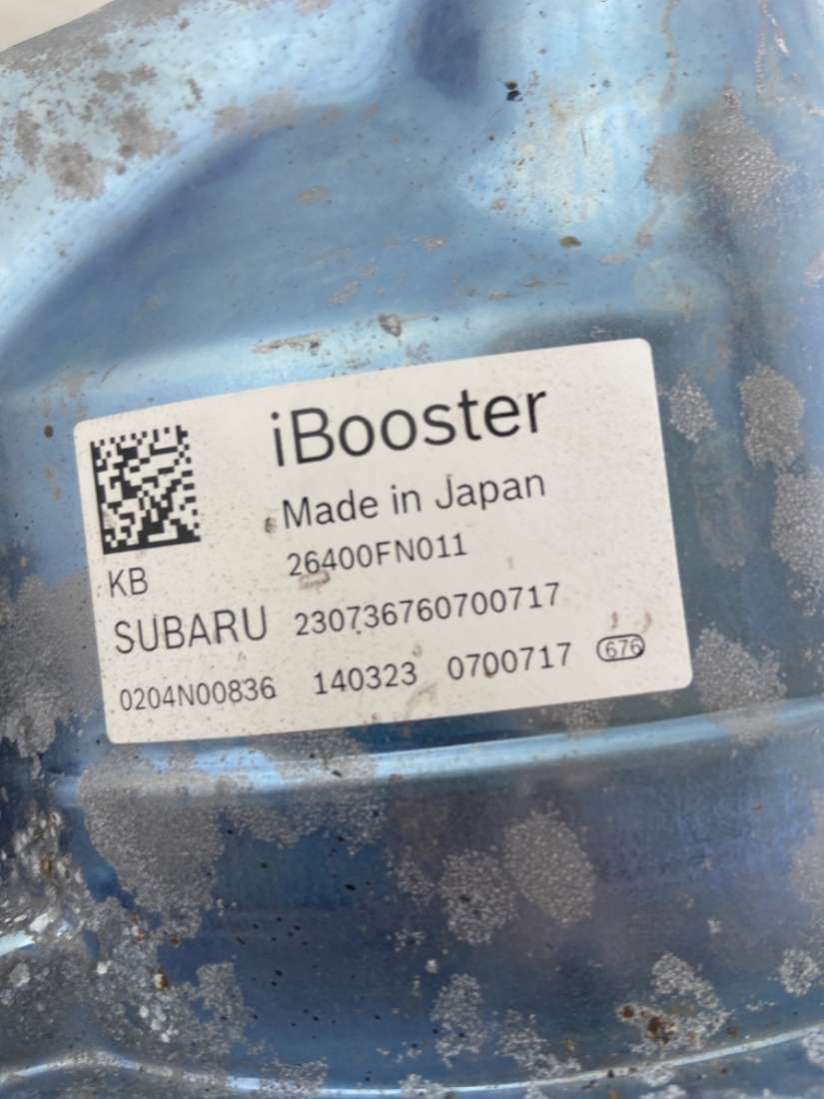 iBooster
Made in Japan
KB 26400FN011
SUBARU 230736760700717
0204N00836 140323 0700717 676